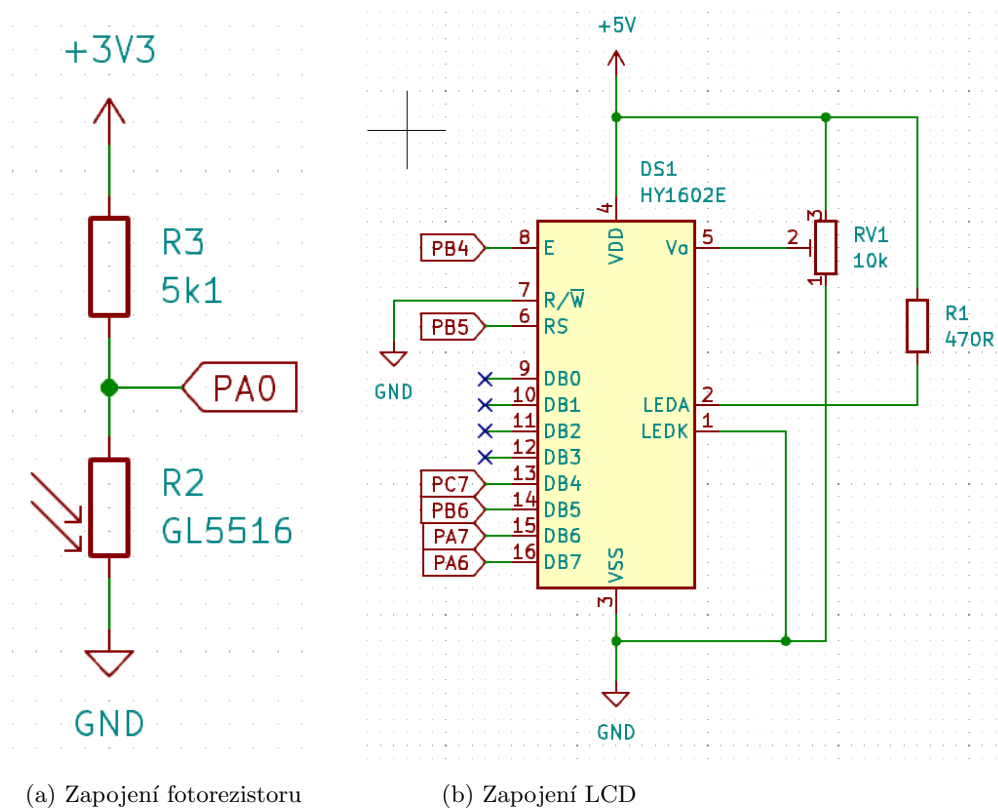 +3V3
R3
5k1
PA0
R2
GL5516
GND
(a) Zapojení fotorezistoru
+5V
DS1
HY1602E
4
VDD
PB4
8
E
Va
5
2
3
1
RV1
10k
7
R/W̅
PB5
6
RS
GND
R1
470R
9
DB0
10
DB1
11
DB2
12
DB3
PC7
13
DB4
PB6
14
DB5
PA7
15
DB6
PA6
16
DB7
LEDA
2
LEDK
1
VSS
3
GND
(b) Zapojení LCD